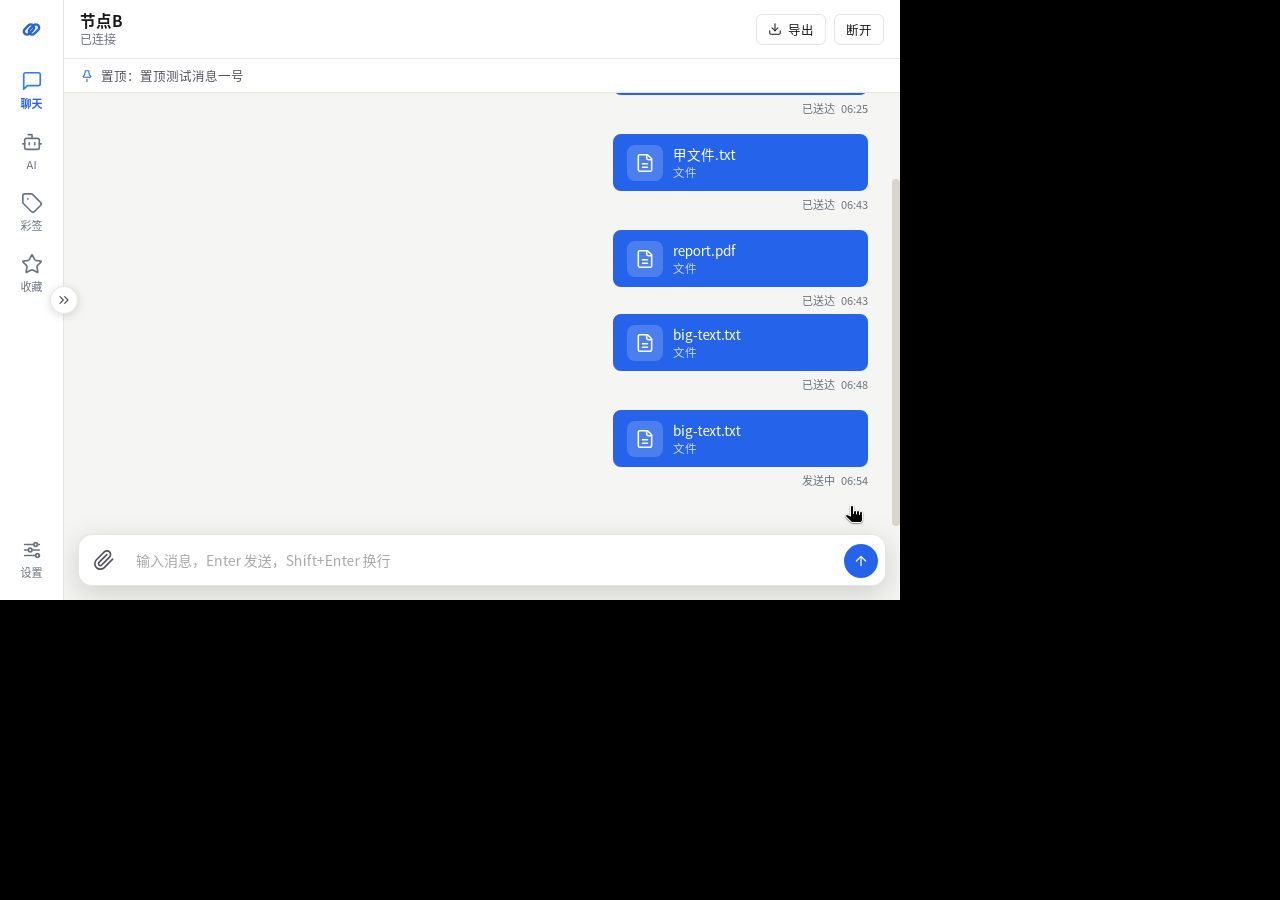 节点B
已连接
导出
断开
置顶：置顶测试消息一号
聊天
AI
彩签
收藏
设置
已送达 06:25
甲文件.txt
文件
已送达 06:43
report.pdf
文件
已送达 06:43
big-text.txt
文件
已送达 06:48
big-text.txt
文件
发送中 06:54
输入消息，Enter 发送，Shift+Enter 换行